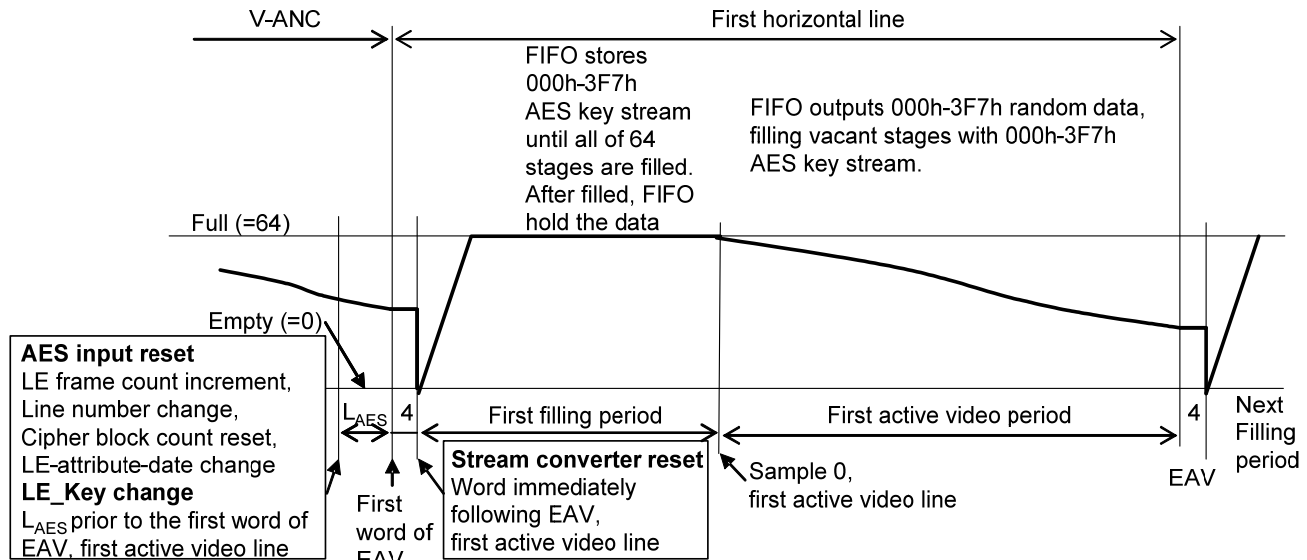 V-ANC
First horizontal line
FIFO stores
000h-3F7h
AES key stream
until all of 64
stages are filled.
After filled, FIFO
hold the data
FIFO outputs 000h-3F7h random data,
filling vacant stages with 000h-3F7h
AES key stream.
Full (=64)
Empty (=0)
AES input reset
LE frame count increment,
Line number change,
Cipher block count reset,
LE-attribute-date change
LE_Key change
LAES prior to the first word of
EAV, first active video line
LAES
4
First filling period
First active video period
4
Next
Filling
period
First
word of
EAV
Stream converter reset
Word immediately
following EAV,
first active video line
Sample 0,
first active video line
EAV